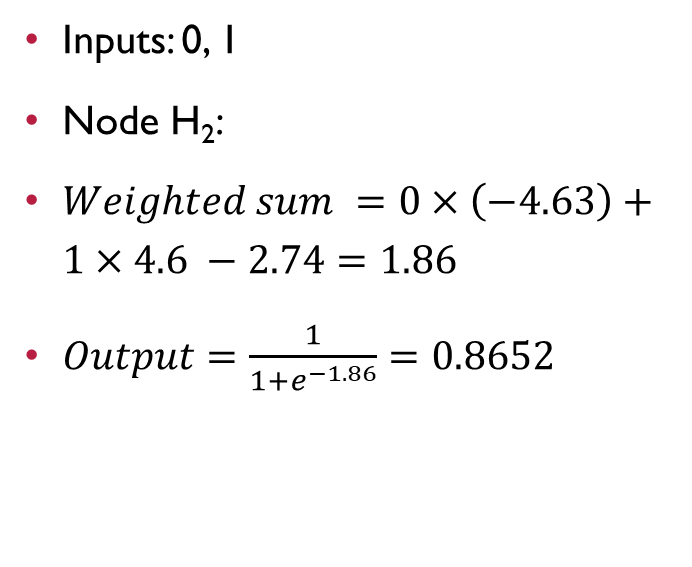 • Inputs: 0, 1
• Node H₂:
• Weighted sum = 0 × (−4.63) +
1 × 4.6 − 2.74 = 1.86
• Output = 1/(1+e^(−1.86)) = 0.8652